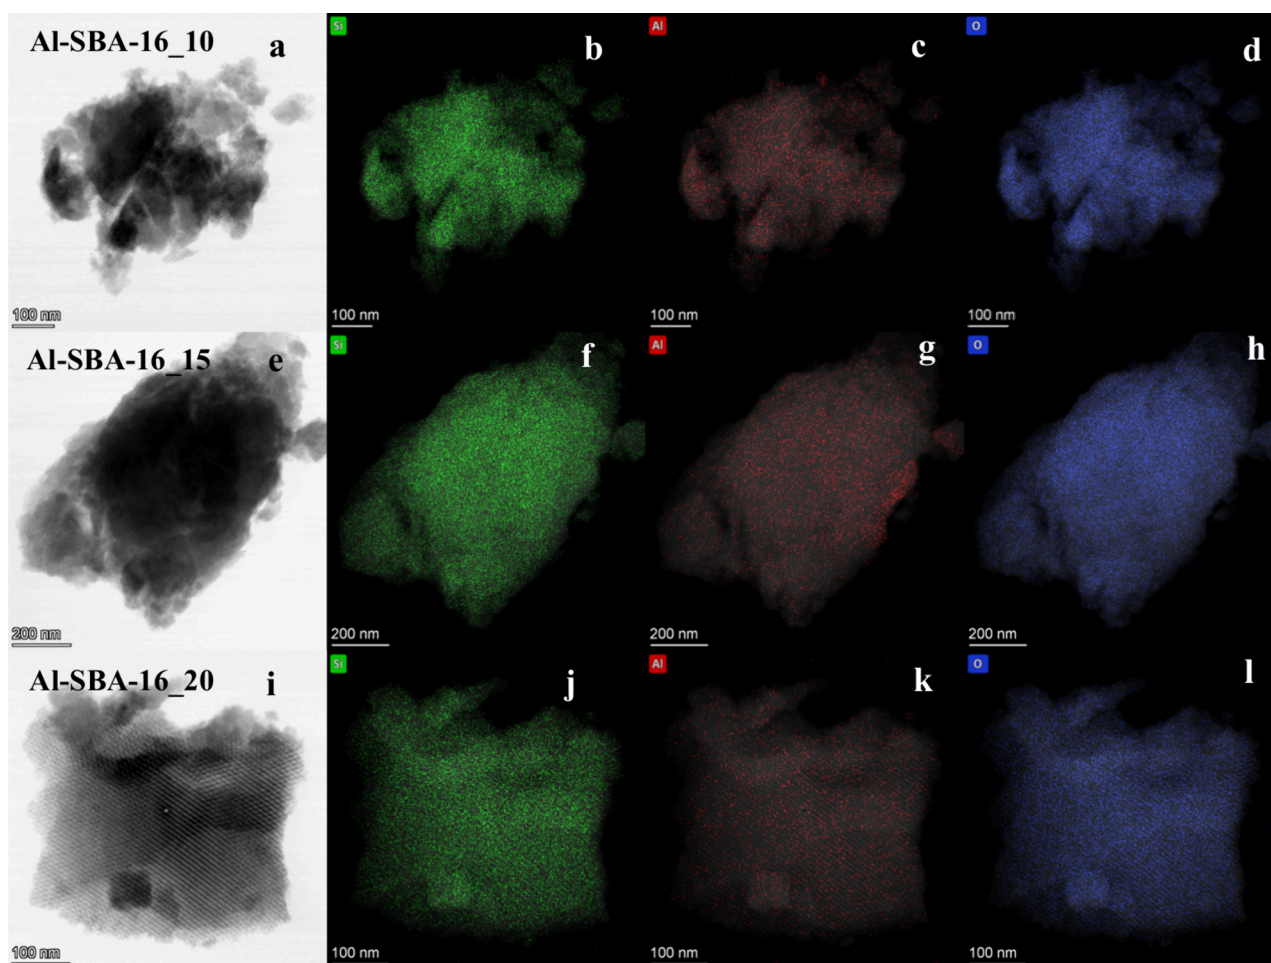 Al-SBA-16_10 a
Si b
Al c
O d
100 nm
100 nm
100 nm
100 nm
Al-SBA-16_15 e
Si f
Al g
O h
200 nm
200 nm
200 nm
200 nm
Al-SBA-16_20 i
Si j
Al k
O l
100 nm
100 nm
100 nm
100 nm